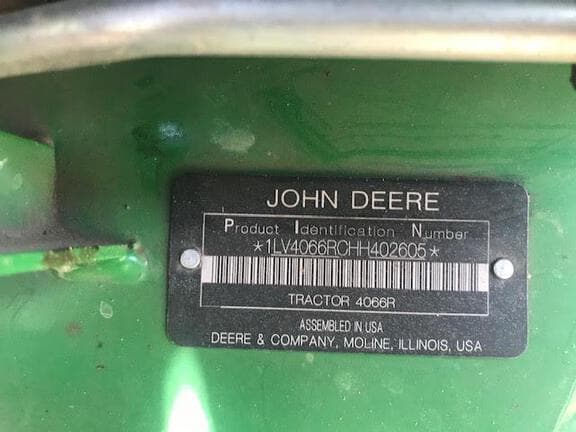 JOHN DEERE
Product Identification Number
*1LV4066RCHH402605*
TRACTOR 4066R
ASSEMBLED IN USA
DEERE & COMPANY, MOLINE, ILLINOIS, USA